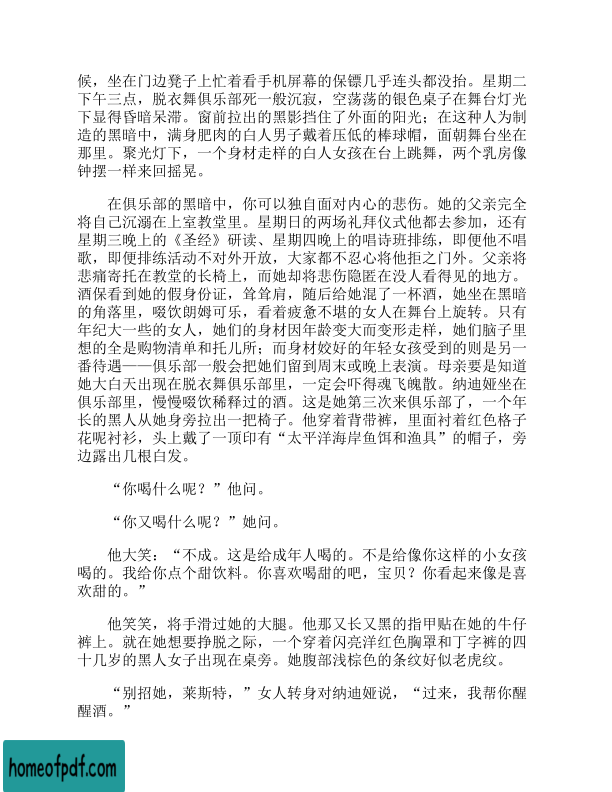 候，坐在门边凳子上忙着看手机屏幕的保镖几乎连头都没抬。星期二
下午三点，脱衣舞俱乐部死一般沉寂，空荡荡的银色桌子在舞台灯光
下显得昏暗呆滞。窗前拉出的黑影挡住了外面的阳光；在这种人为制
造的黑暗中，满身肥肉的白人男子戴着压低的棒球帽，面朝舞台坐在
那里。聚光灯下，一个身材走样的白人女孩在台上跳舞，两个乳房像
钟摆一样来回摇晃。
在俱乐部的黑暗中，你可以独自面对内心的悲伤。她的父亲完全
将自己沉溺在上室教堂里。星期日的两场礼拜仪式他都去参加，还有
星期三晚上的《圣经》研读、星期四晚上的唱诗班排练，即便他不唱
歌，即便排练活动不对外开放，大家都不忍心将他拒之门外。父亲将
悲痛寄托在教堂的长椅上，而她却将悲伤隐匿在没人看得见的地方。
酒保看到她的假身份证，耸耸肩，随后给她混了一杯酒，她坐在黑暗
的角落里，啜饮朗姆可乐，看着疲惫不堪的女人在舞台上旋转。只有
年纪大一些的女人，她们的身材因年龄变大而变形走样，她们脑子里
想的全是购物清单和托儿所；而身材姣好的年轻女孩受到的则是另一
番待遇——俱乐部一般会把她们留到周末或晚上表演。母亲要是知道
她大白天出现在脱衣舞俱乐部里，一定会吓得魂飞魄散。纳迪娅坐在
俱乐部里，慢慢啜饮稀释过的酒。这是她第三次来俱乐部了，一个年
长的黑人从她身旁拉出一把椅子。他穿着背带裤，里面衬着红色格子
花呢衬衫，头上戴了一顶印有“太平洋海岸鱼饵和渔具”的帽子，旁
边露出几根白发。
“你喝什么呢？”他问。
“你又喝什么呢？”她问。
他大笑：“不成。这是给成年人喝的。不是给像你这样的小女孩
喝的。我给你点个甜饮料。你喜欢喝甜的吧，宝贝？你看起来像是喜
欢甜的。”
他笑笑，将手滑过她的大腿。他那又长又黑的指甲贴在她的牛仔
裤上。就在她想要挣脱之际，一个穿着闪亮洋红色胸罩和丁字裤的四
十几岁的黑人女子出现在桌旁。她腹部浅棕色的条纹好似老虎纹。
“别招她，莱斯特，”女人转身对纳迪娅说，“过来，我帮你醒
醒酒。”
homeofpdf.com